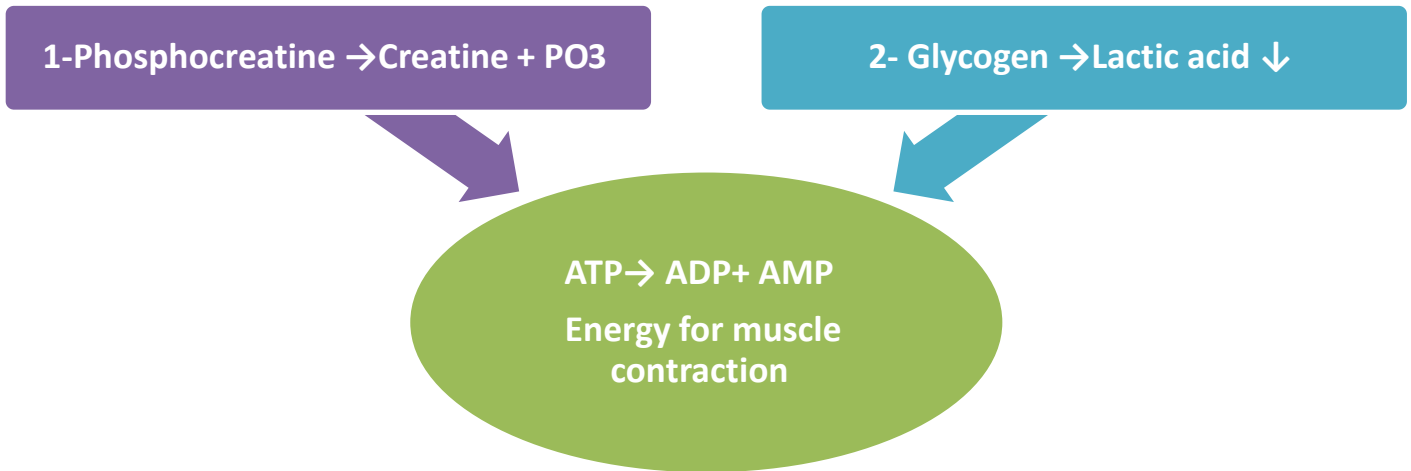 1-Phosphocreatine →Creatine + PO3
2- Glycogen →Lactic acid ↓
ATP→ ADP+ AMP
Energy for muscle
contraction